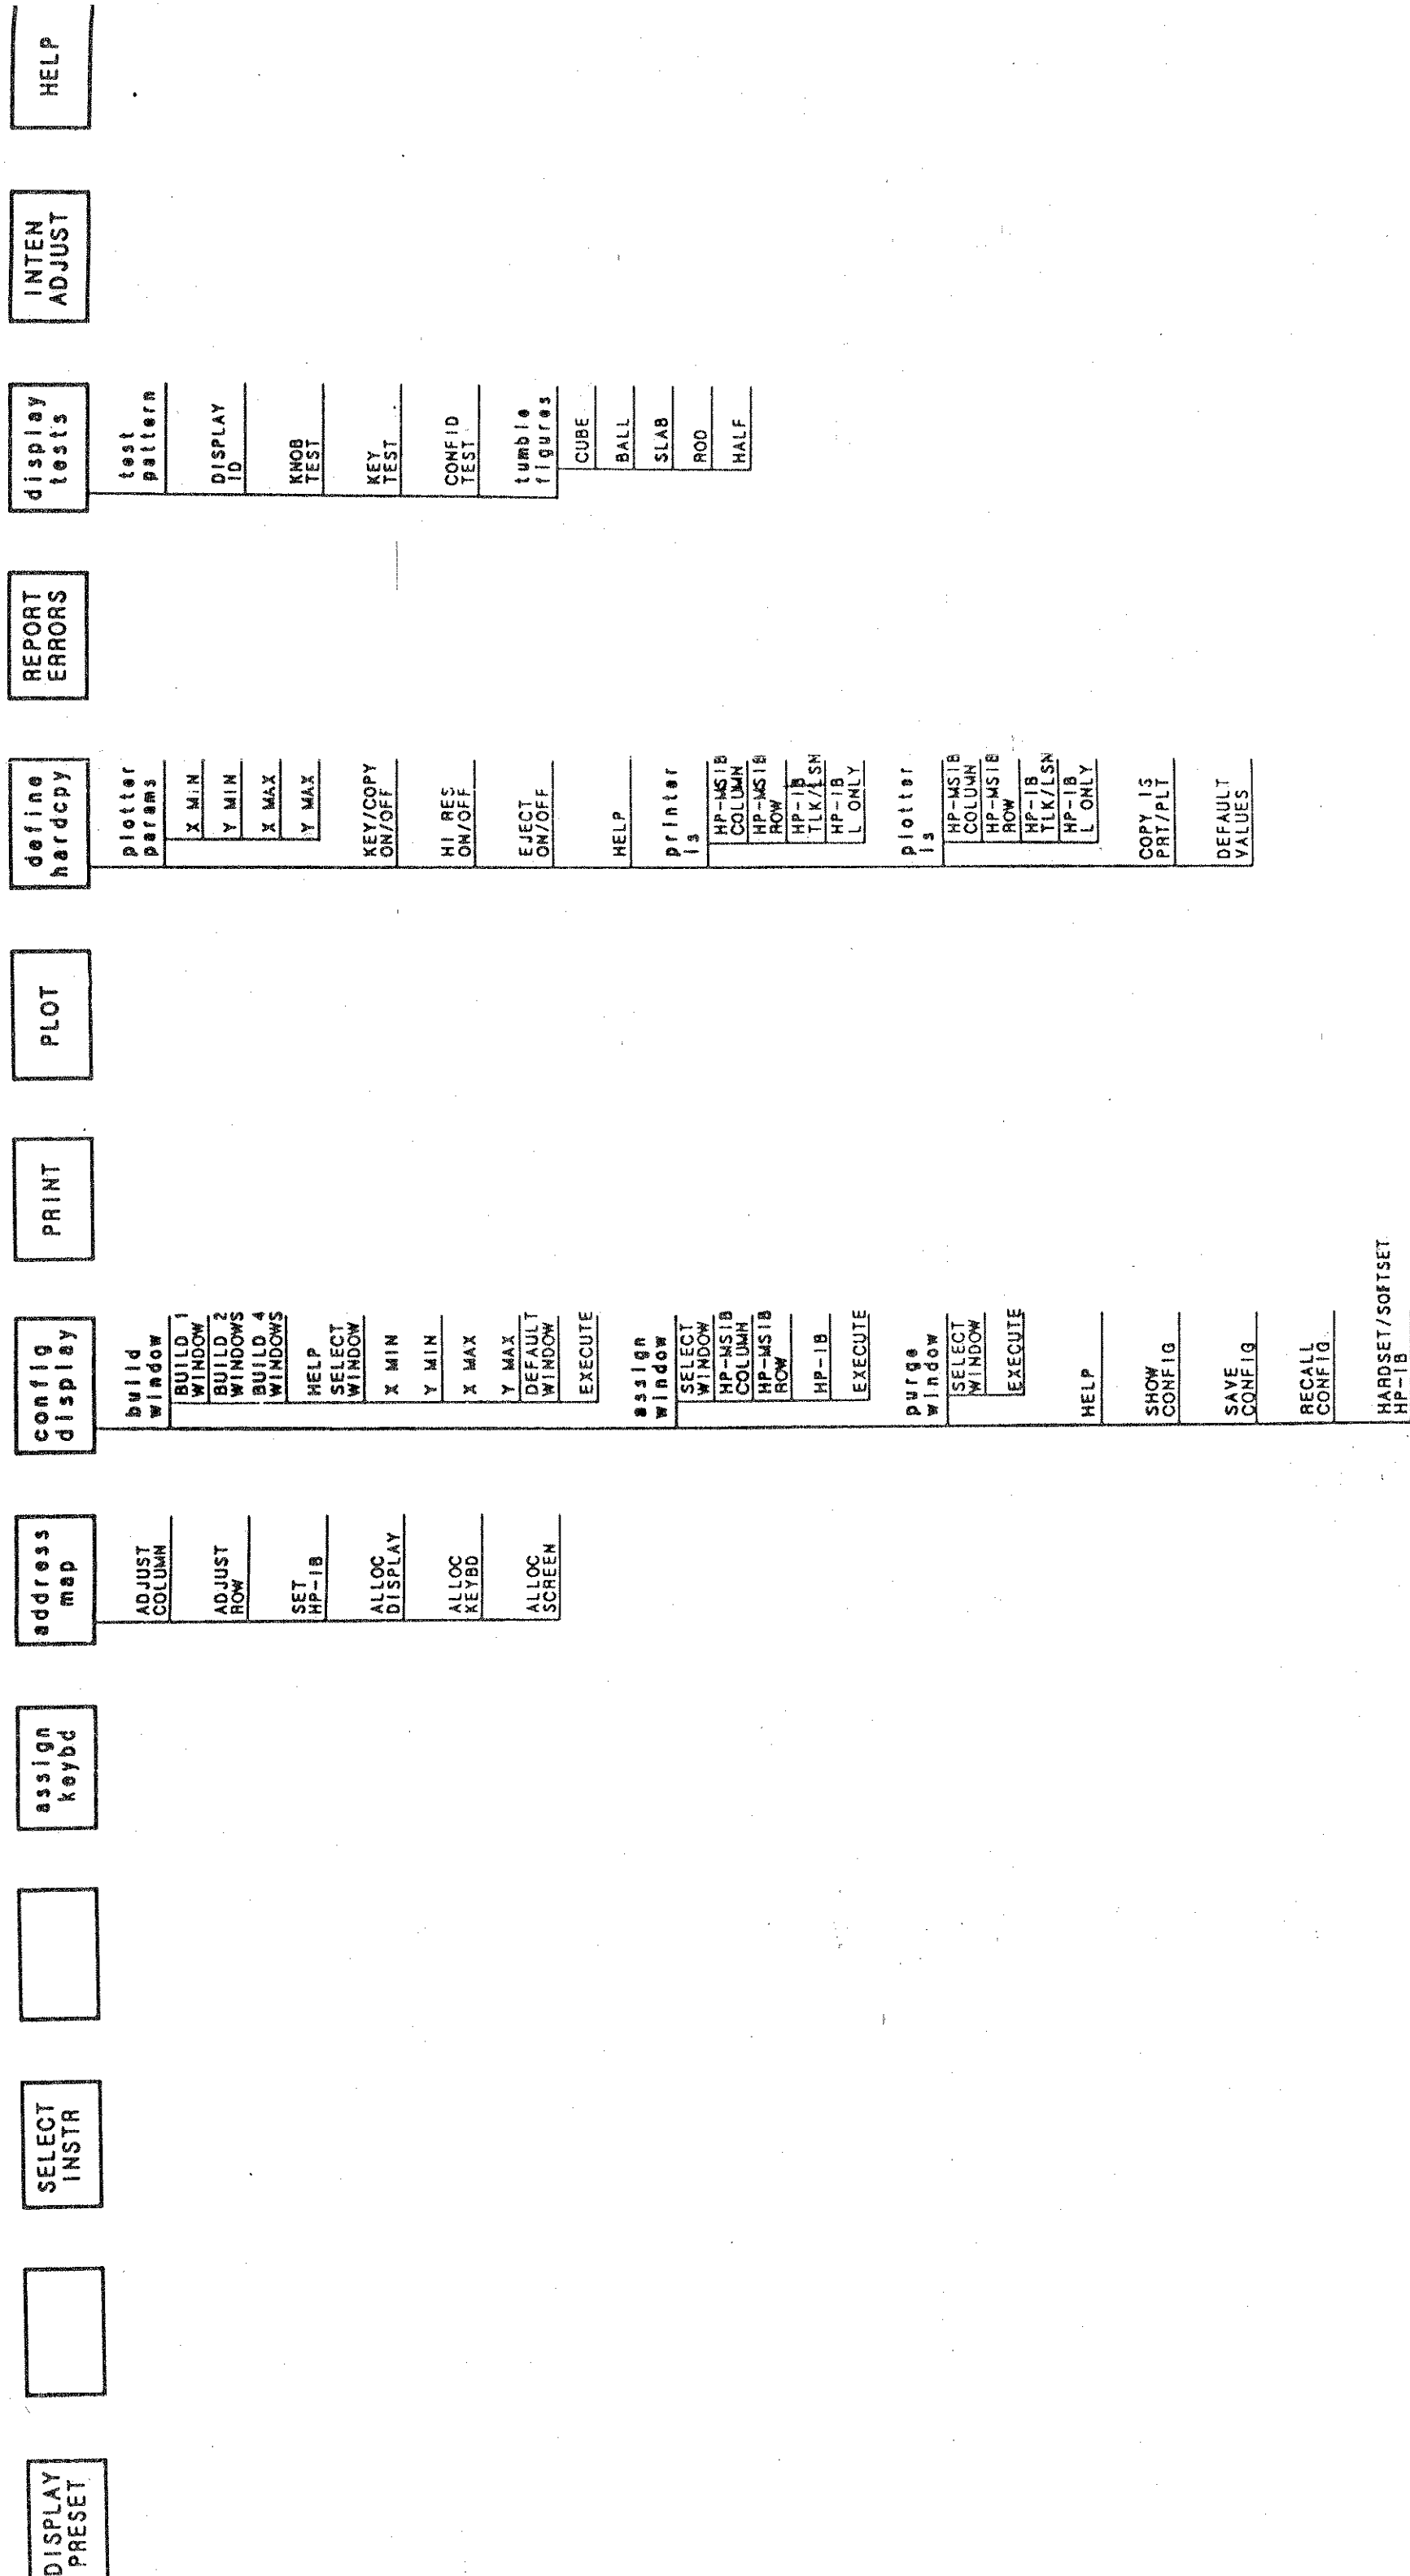 DISPLAY
PRESET
SELECT
INSTR
assign
keybd
address
map
ADJUST
COLUMN
ADJUST
ROW
SET
HP-IB
ALLOC
DISPLAY
ALLOC
KEYBD
ALLOC
SCREEN
config
display
build
window
BUILD 1
WINDOW
BUILD 2
WINDOWS
BUILD 4
WINDOWS
HELP
SELECT
WINDOW
X MIN
Y MIN
X MAX
Y MAX
DEFAULT
WINDOW
EXECUTE
assign
window
SELECT
WINDOW
HP-MSIB
COLUMN
HP-MSIB
ROW
HP-IB
EXECUTE
purge
window
SELECT
WINDOW
EXECUTE
HELP
SHOW
CONFIG
SAVE
CONFIG
RECALL
CONFIG
HARDSET/SOFTSET
HP-IB
PRINT
PLOT
define
hardcpy
plotter
params
X MIN
Y MIN
X MAX
Y MAX
KEY/COPY
ON/OFF
HI RES
ON/OFF
EJECT
ON/OFF
HELP
printer
is
HP-MSIB
COLUMN
HP-MSIB
ROW
HP-IB
TLK/LSN
HP-IB
L ONLY
plotter
is
HP-MSIB
COLUMN
HP-MSIB
ROW
HP-IB
TLK/LSN
HP-IB
L ONLY
COPY IS
PRT/PLT
DEFAULT
VALUES
REPORT
ERRORS
display
tests
test
pattern
DISPLAY
ID
KNOB
TEST
KEY
TEST
CONFID
TEST
tumble
figures
CUBE
BALL
SLAB
ROD
HALF
INTEN
ADJUST
HELP